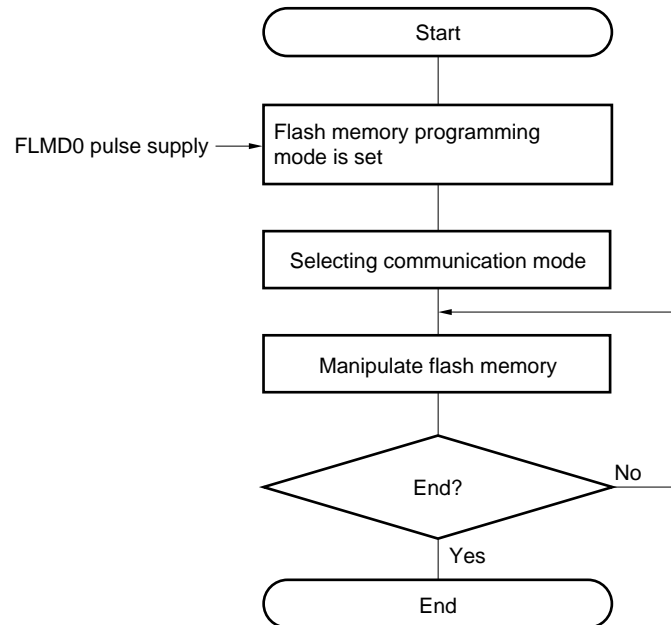 Start
FLMD0 pulse supply
Flash memory programming
mode is set
Selecting communication mode
Manipulate flash memory
End?
No
Yes
End